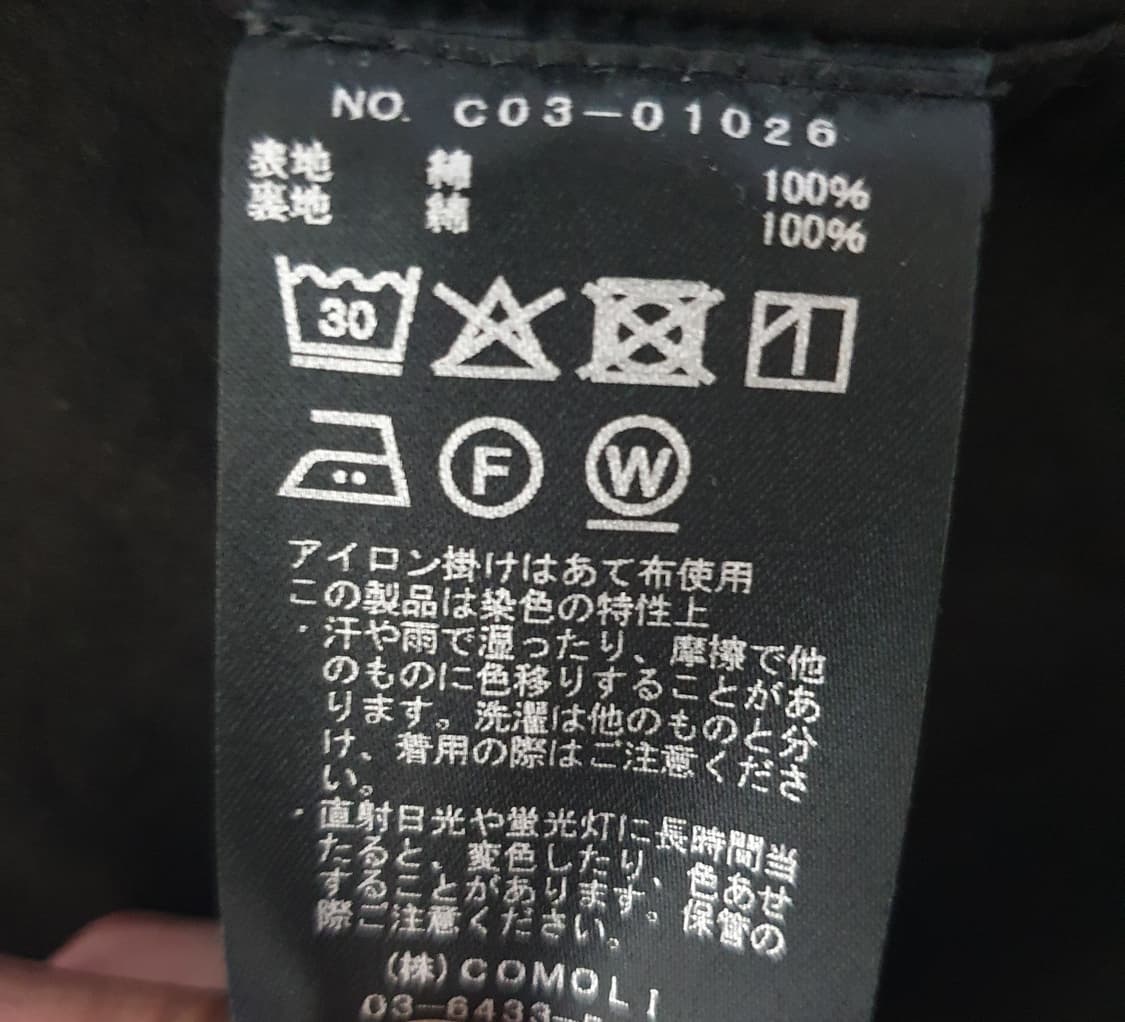 NO. C03-01026
表地 綿 100%
裏地 綿 100%
30
F W
アイロン掛けはあて布使用
この製品は染色の特性上
・汗や雨で湿ったり、摩擦で他
のものに色移りすることがあ
ります。洗濯は他のものと分
け、着用の際はご注意くださ
い。
・直射日光や蛍光灯に長時間当
たると、変色したり、色あせ
することがあります。保管の
際ご注意ください。
(株)COMOLI
03-6433-